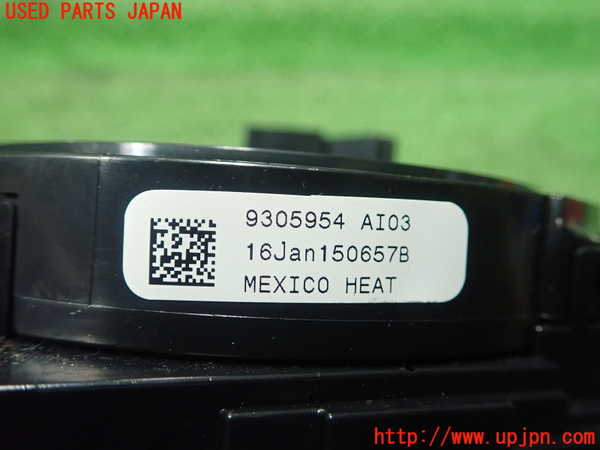 USED PARTS JAPAN
9305954 AI03
16Jan150657B
MEXICO HEAT
http://www.upjpn.com/